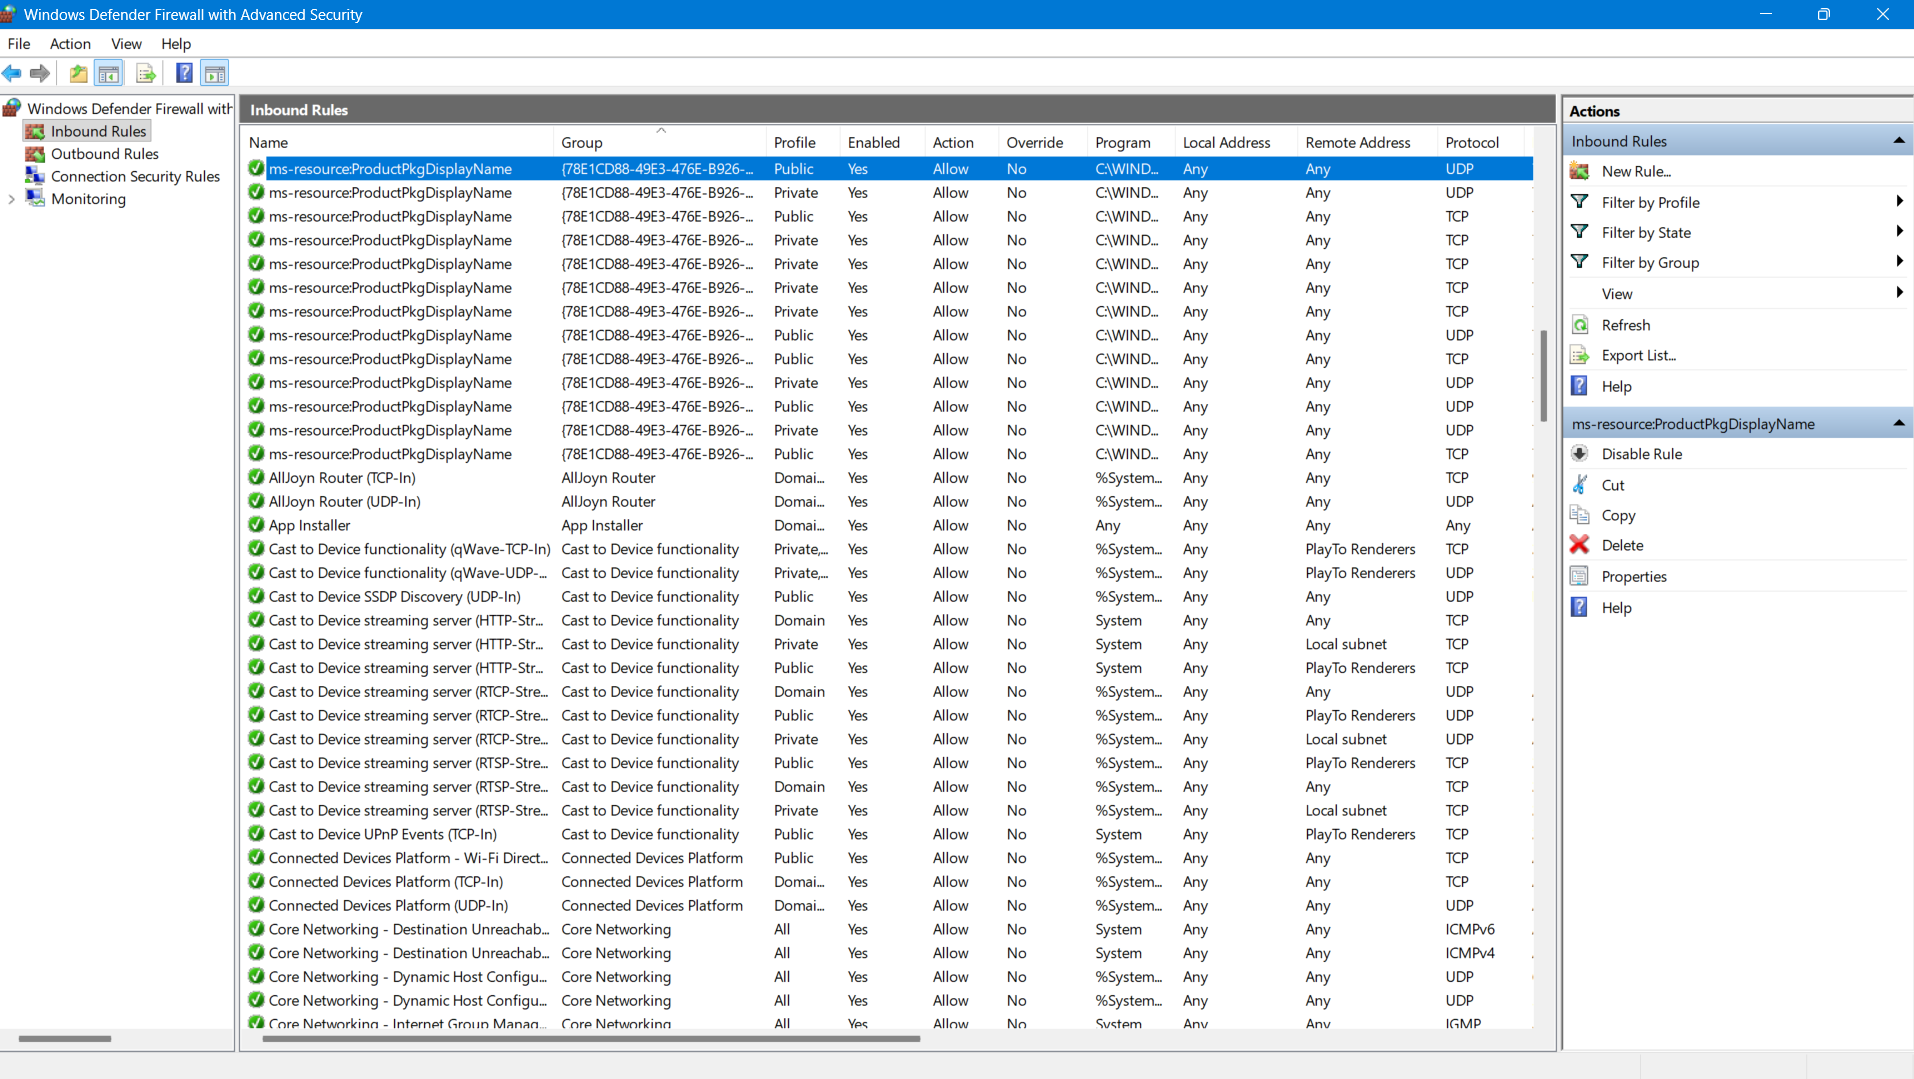 Windows Defender Firewall with Advanced Security
File Action View Help
Windows Defender Firewall with
Inbound Rules
Outbound Rules
Connection Security Rules
Monitoring
Inbound Rules
Name Group Profile Enabled Action Override Program Local Address Remote Address Protocol
ms-resource:ProductPkgDisplayName {78E1CD88-49E3-476E-B926-... Public Yes Allow No C:\WIND... Any Any UDP
ms-resource:ProductPkgDisplayName {78E1CD88-49E3-476E-B926-... Private Yes Allow No C:\WIND... Any Any UDP
ms-resource:ProductPkgDisplayName {78E1CD88-49E3-476E-B926-... Public Yes Allow No C:\WIND... Any Any TCP
ms-resource:ProductPkgDisplayName {78E1CD88-49E3-476E-B926-... Private Yes Allow No C:\WIND... Any Any TCP
ms-resource:ProductPkgDisplayName {78E1CD88-49E3-476E-B926-... Private Yes Allow No C:\WIND... Any Any TCP
ms-resource:ProductPkgDisplayName {78E1CD88-49E3-476E-B926-... Private Yes Allow No C:\WIND... Any Any TCP
ms-resource:ProductPkgDisplayName {78E1CD88-49E3-476E-B926-... Private Yes Allow No C:\WIND... Any Any TCP
ms-resource:ProductPkgDisplayName {78E1CD88-49E3-476E-B926-... Public Yes Allow No C:\WIND... Any Any UDP
ms-resource:ProductPkgDisplayName {78E1CD88-49E3-476E-B926-... Public Yes Allow No C:\WIND... Any Any TCP
ms-resource:ProductPkgDisplayName {78E1CD88-49E3-476E-B926-... Private Yes Allow No C:\WIND... Any Any UDP
ms-resource:ProductPkgDisplayName {78E1CD88-49E3-476E-B926-... Public Yes Allow No C:\WIND... Any Any UDP
ms-resource:ProductPkgDisplayName {78E1CD88-49E3-476E-B926-... Private Yes Allow No C:\WIND... Any Any UDP
ms-resource:ProductPkgDisplayName {78E1CD88-49E3-476E-B926-... Public Yes Allow No C:\WIND... Any Any TCP
AllJoyn Router (TCP-In) AllJoyn Router Domai... Yes Allow No %System... Any Any TCP
AllJoyn Router (UDP-In) AllJoyn Router Domai... Yes Allow No %System... Any Any UDP
App Installer App Installer Domai... Yes Allow No Any Any Any Any
Cast to Device functionality (qWave-TCP-In) Cast to Device functionality Private,... Yes Allow No %System... Any PlayTo Renderers TCP
Cast to Device functionality (qWave-UDP-... Cast to Device functionality Private,... Yes Allow No %System... Any PlayTo Renderers UDP
Cast to Device SSDP Discovery (UDP-In) Cast to Device functionality Public Yes Allow No %System... Any Any UDP
Cast to Device streaming server (HTTP-Str... Cast to Device functionality Domain Yes Allow No System Any Any TCP
Cast to Device streaming server (HTTP-Str... Cast to Device functionality Private Yes Allow No System Any Local subnet TCP
Cast to Device streaming server (HTTP-Str... Cast to Device functionality Public Yes Allow No System Any PlayTo Renderers TCP
Cast to Device streaming server (RTCP-Stre... Cast to Device functionality Domain Yes Allow No %System... Any Any UDP
Cast to Device streaming server (RTCP-Stre... Cast to Device functionality Public Yes Allow No %System... Any PlayTo Renderers UDP
Cast to Device streaming server (RTCP-Stre... Cast to Device functionality Private Yes Allow No %System... Any Local subnet UDP
Cast to Device streaming server (RTSP-Stre... Cast to Device functionality Public Yes Allow No %System... Any PlayTo Renderers TCP
Cast to Device streaming server (RTSP-Stre... Cast to Device functionality Domain Yes Allow No %System... Any Any TCP
Cast to Device streaming server (RTSP-Stre... Cast to Device functionality Private Yes Allow No %System... Any Local subnet TCP
Cast to Device UPnP Events (TCP-In) Cast to Device functionality Public Yes Allow No System Any PlayTo Renderers TCP
Connected Devices Platform - Wi-Fi Direct... Connected Devices Platform Public Yes Allow No %System... Any Any TCP
Connected Devices Platform (TCP-In) Connected Devices Platform Domai... Yes Allow No %System... Any Any TCP
Connected Devices Platform (UDP-In) Connected Devices Platform Domai... Yes Allow No %System... Any Any UDP
Core Networking - Destination Unreachab... Core Networking All Yes Allow No System Any Any ICMPv6
Core Networking - Destination Unreachab... Core Networking All Yes Allow No System Any Any ICMPv4
Core Networking - Dynamic Host Configu... Core Networking All Yes Allow No %System... Any Any UDP
Core Networking - Dynamic Host Configu... Core Networking All Yes Allow No %System... Any Any UDP
Core Networking - Internet Group Manag... Core Networking All Yes Allow No System Any Any IGMP
Actions
Inbound Rules
New Rule...
Filter by Profile
Filter by State
Filter by Group
View
Refresh
Export List...
Help
ms-resource:ProductPkgDisplayName
Disable Rule
Cut
Copy
Delete
Properties
Help